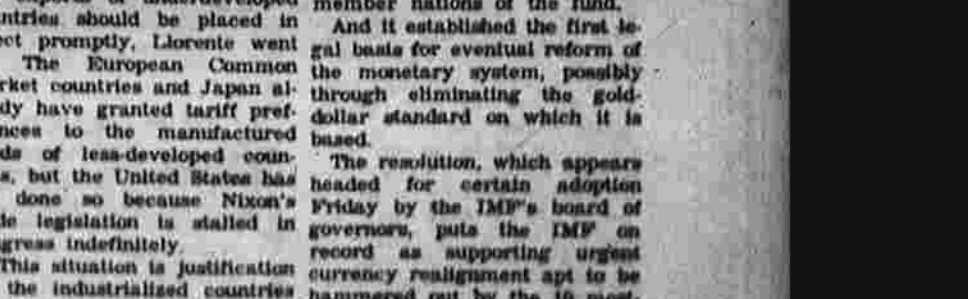 ntries should be placed in
ect promptly, Llorente went
The European Common
rket countries and Japan al-
dy have granted tariff pref-
nces to the manufactured
ds of less-developed coun-
s, but the United States has
done so because Nixon's
de legislation is stalled in
gress indefinitely.
This situation is justification
the industrialized countries
member nations of the fund.
And it established the first le-
gal basis for eventual reform of
the monetary system, possibly
through eliminating the gold-
dollar standard on which it is
based.
The resolution, which appears
headed for certain adoption
Friday by the IMF's board of
governors, puts the IMF on
record as supporting urgent
currency realignment apt to be
hammered out by the 10 most-